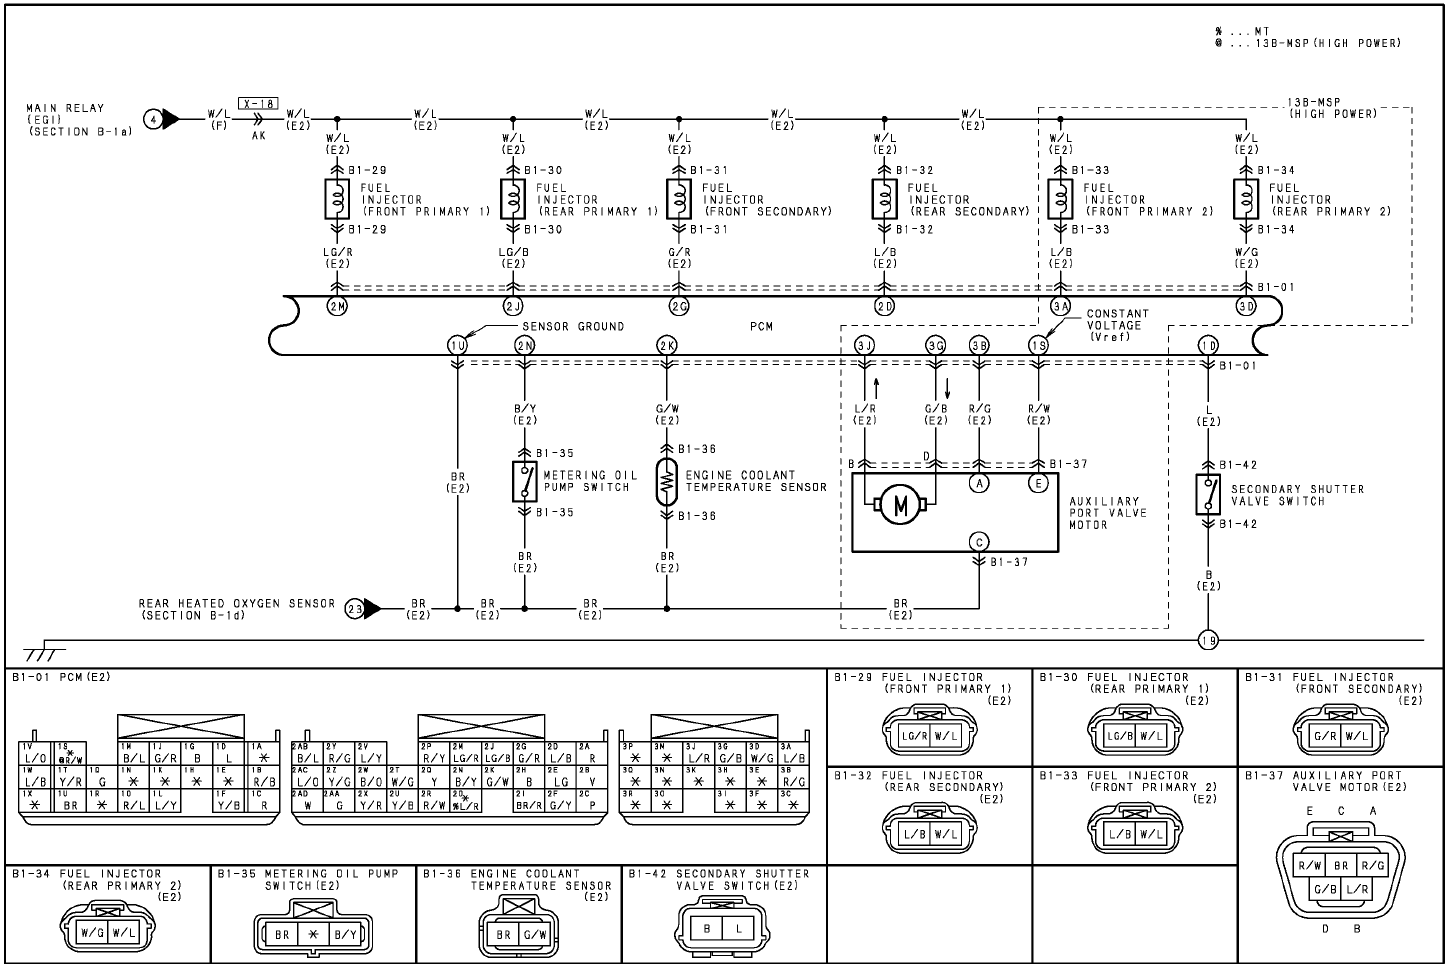 % ... MT
@ ... 13B-MSP(HIGH POWER)
MAIN RELAY
(EGI)
(SECTION B-1a)
4
W/L
(F)
X-18
AK
W/L
(E2)
W/L
(E2)
W/L
(E2)
W/L
(E2)
W/L
(E2)
13B-MSP
(HIGH POWER)
W/L
(E2)
W/L
(E2)
W/L
(E2)
W/L
(E2)
W/L
(E2)
W/L
(E2)
B1-29
B1-30
B1-31
B1-32
B1-33
B1-34
FUEL
INJECTOR
(FRONT PRIMARY 1)
FUEL
INJECTOR
(REAR PRIMARY 1)
FUEL
INJECTOR
(FRONT SECONDARY)
FUEL
INJECTOR
(REAR SECONDARY)
FUEL
INJECTOR
(FRONT PRIMARY 2)
FUEL
INJECTOR
(REAR PRIMARY 2)
B1-29
B1-30
B1-31
B1-32
B1-33
B1-34
LG/R
(E2)
LG/B
(E2)
G/R
(E2)
L/B
(E2)
L/B
(E2)
W/G
(E2)
B1-01
2M
2J
2G
2D
3A
3D
SENSOR GROUND
PCM
CONSTANT
VOLTAGE
(Vref)
1U
2N
2K
3J
3G
3B
1S
1D
B1-01
B/Y
(E2)
G/W
(E2)
L/R
(E2)
G/B
(E2)
R/G
(E2)
R/W
(E2)
L
(E2)
B1-35
B1-36
B
D
B1-37
B1-42
BR
(E2)
METERING OIL
PUMP SWITCH
ENGINE COOLANT
TEMPERATURE SENSOR
A
E
M
AUXILIARY
PORT VALVE
MOTOR
SECONDARY SHUTTER
VALVE SWITCH
B1-35
B1-36
C
B1-37
B1-42
BR
(E2)
BR
(E2)
B
(E2)
REAR HEATED OXYGEN SENSOR
(SECTION B-1d)
23
BR
(E2)
BR
(E2)
BR
(E2)
BR
(E2)
19
B1-01 PCM(E2)
1V 1S 1M 1J 1G 1D 1A
L/O * @R/W B/L G/R B L *
1W 1T 1Q 1N 1K 1H 1E 1B
L/B Y/R G * * * * R/B
1X 1U 1R 1O 1L 1F 1C
* BR * R/L L/Y Y/B R
2AB 2Y 2V 2P 2M 2J 2G 2D 2A
B/L R/G L/Y R/Y LG/R LG/B G/R L/B R
2AC 2Z 2W 2T 2Q 2N 2K 2H 2E 2B
L/O Y/G B/O W/G Y B/Y G/W B LG V
2AD 2AA 2X 2U 2R 2O 2I 2F 2C
W G Y/R Y/B R/W * %L/R BR/R G/Y P
3P 3M 3J 3G 3D 3A
* * L/R G/B W/G L/B
3Q 3N 3K 3H 3E 3B
* * * * * R/G
3R 3O 3I 3F 3C
* * * * *
B1-29 FUEL INJECTOR
(FRONT PRIMARY 1)
(E2)
LG/R W/L
B1-30 FUEL INJECTOR
(REAR PRIMARY 1)
(E2)
LG/B W/L
B1-31 FUEL INJECTOR
(FRONT SECONDARY)
(E2)
G/R W/L
B1-32 FUEL INJECTOR
(REAR SECONDARY)
(E2)
L/B W/L
B1-33 FUEL INJECTOR
(FRONT PRIMARY 2)
(E2)
L/B W/L
B1-37 AUXILIARY PORT
VALVE MOTOR(E2)
E C A
R/W BR R/G
G/B L/R
D B
B1-34 FUEL INJECTOR
(REAR PRIMARY 2)
(E2)
W/G W/L
B1-35 METERING OIL PUMP
SWITCH(E2)
BR * B/Y
B1-36 ENGINE COOLANT
TEMPERATURE SENSOR
(E2)
BR G/W
B1-42 SECONDARY SHUTTER
VALVE SWITCH(E2)
B L